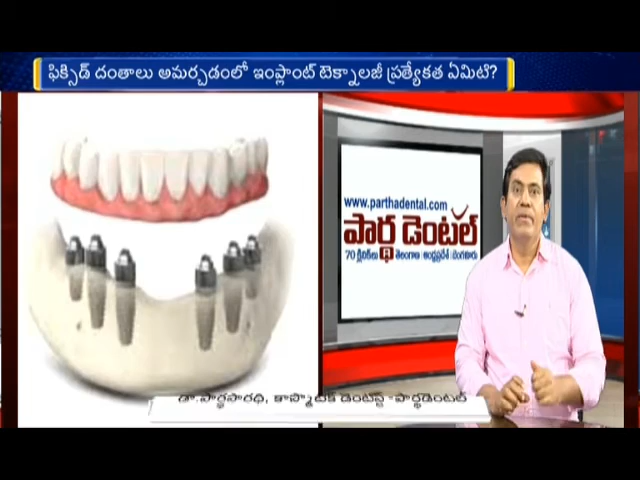 ఫిక్సిడ్ దంతాలు అమర్చడంలో ఇంప్లాంట్ టెక్నాలజీ ప్రత్యేకత ఏమిటి?
www.parthadental.com
పార్థ డెంటల్
70 క్లినిక్‌లు తెలంగాణ ఆంధ్రప్రదేశ్ బెంగళూరు
డా.పార్థసారథి, కాస్మొటిక్ డెంటిస్ట్ -పార్థడెంటల్